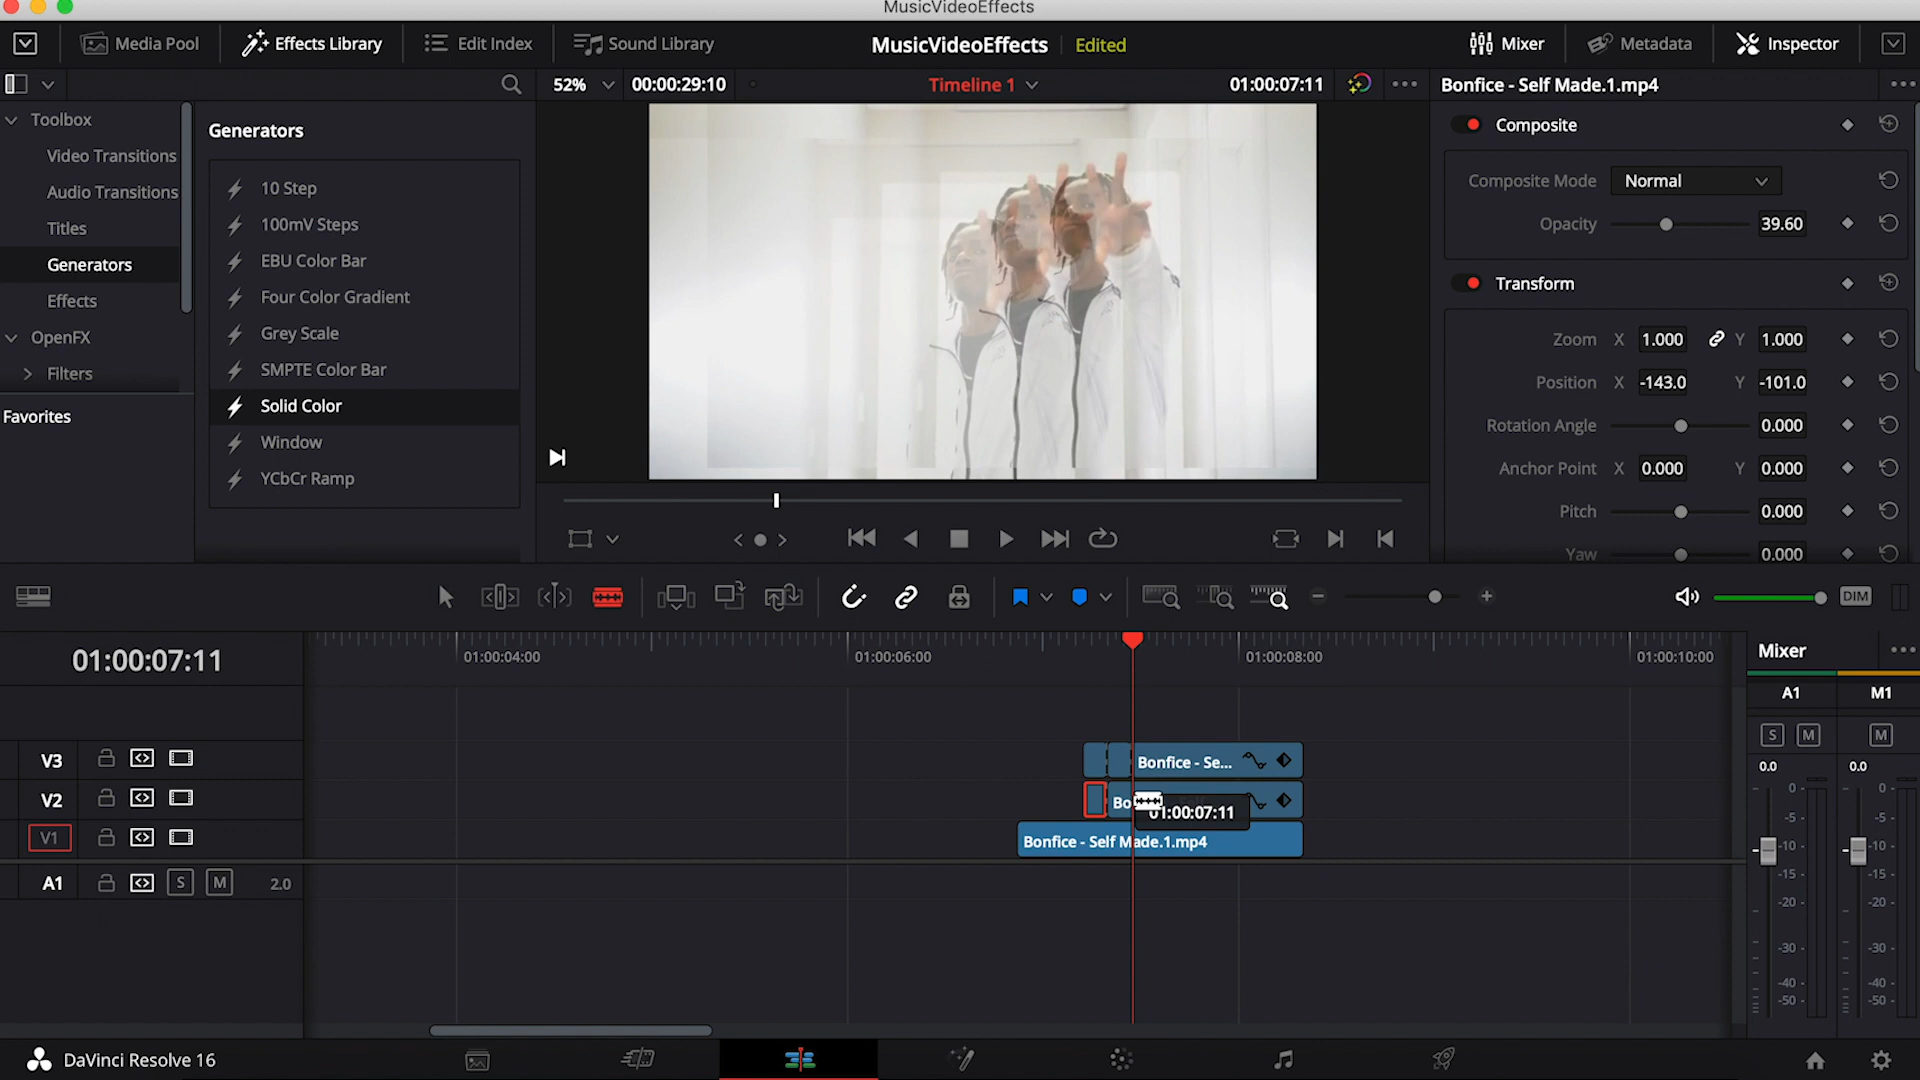 MusicVideoEffects
Media Pool
Effects Library
Edit Index
Sound Library
MusicVideoEffects
Edited
Mixer
Metadata
Inspector
52%
00:00:29:10
Timeline 1
01:00:07:11
Bonfice - Self Made.1.mp4
Toolbox
Video Transitions
Audio Transitions
Titles
Generators
Effects
OpenFX
Filters
Favorites
Generators
10 Step
100mV Steps
EBU Color Bar
Four Color Gradient
Grey Scale
SMPTE Color Bar
Solid Color
Window
YCbCr Ramp
Composite
Composite Mode Normal
Opacity 39.60
Transform
Zoom X 1.000 Y 1.000
Position X -143.0 Y -101.0
Rotation Angle 0.000
Anchor Point X 0.000 Y 0.000
Pitch 0.000
Yaw 0.000
DIM
01:00:07:11
01:00:04:00
01:00:06:00
01:00:08:00
01:00:10:00
V3
Bonfice - Se...
V2
Bo
01:00:07:11
V1
Bonfice - Self Made.1.mp4
A1 S M 2.0
Mixer
A1 M1
S M M
0.0 0.0
0- 0-
-5- -5-
-10- -10-
-15- -15-
-20- -20-
-30- -30-
-40- -40-
-50- -50-
DaVinci Resolve 16